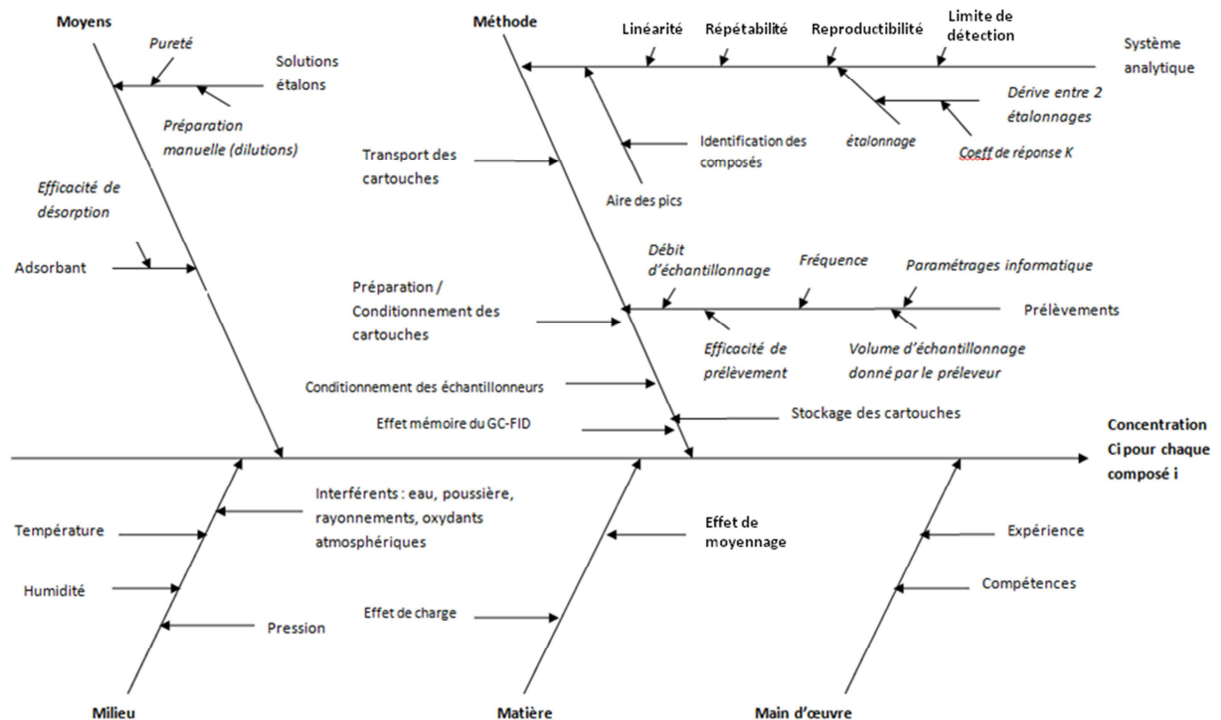 Moyens
Pureté
Solutions
étalons
Préparation
manuelle (dilutions)
Efficacité de
désorption
Adsorbant
Méthode
Linéarité
Répétabilité
Reproductibilité
Limite de
détection
Système
analytique
Dérive entre 2
étalonnages
étalonnage
Coeff de réponse K
Identification des
composés
Aire des pics
Transport des
cartouches
Débit
d'échantillonnage
Fréquence
Paramétrages informatique
Prélèvements
Efficacité de
prélèvement
Volume d'échantillonnage
donné par le préleveur
Préparation /
Conditionnement des
cartouches
Conditionnement des échantillonneurs
Effet mémoire du GC-FID
Stockage des cartouches
Concentration
Ci pour chaque
composé i
Interférents : eau, poussière,
rayonnements, oxydants
atmosphériques
Température
Humidité
Pression
Milieu
Effet de
moyennage
Effet de charge
Matière
Expérience
Compétences
Main d'œuvre